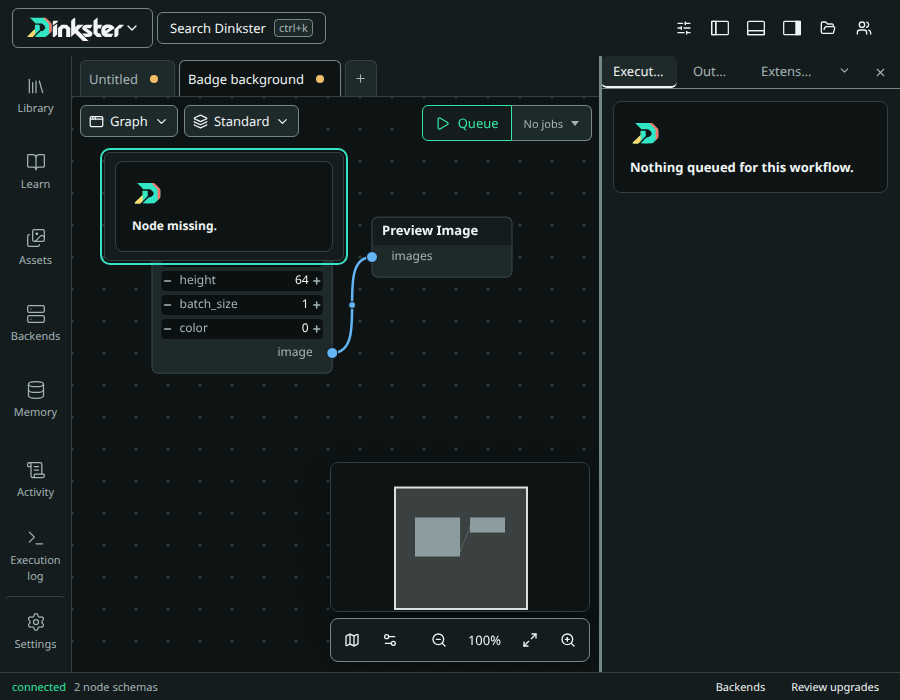 Dinkster
Search Dinkster ctrl+k
Library
Learn
Assets
Backends
Memory
Activity
Execution
log
Settings
Untitled
Badge background
Graph
Standard
Queue
No jobs
Node missing.
height 64
batch_size 1
color 0
image
Preview Image
images
100%
Execut...
Out...
Extens...
Nothing queued for this workflow.
connected 2 node schemas
Backends Review upgrades